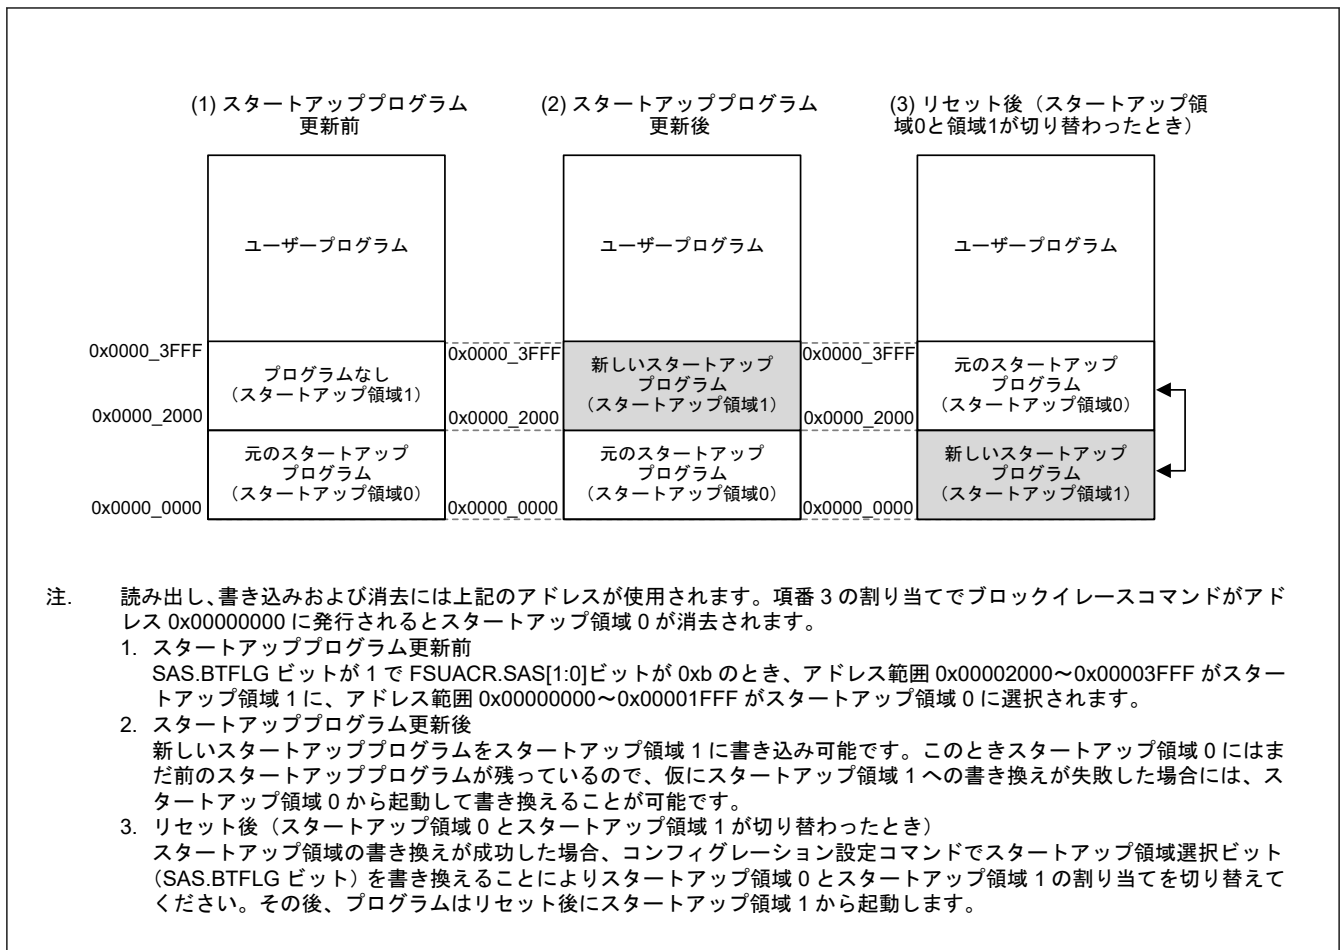 (1) スタートアッププログラム
更新前
(2) スタートアッププログラム
更新後
(3) リセット後（スタートアップ領
域0と領域1が切り替わったとき）
ユーザープログラム
ユーザープログラム
ユーザープログラム
0x0000_3FFF
プログラムなし
（スタートアップ領域1）
0x0000_3FFF
新しいスタートアップ
プログラム
（スタートアップ領域1）
0x0000_3FFF
元のスタートアップ
プログラム
（スタートアップ領域0）
0x0000_2000
0x0000_2000
0x0000_2000
元のスタートアップ
プログラム
（スタートアップ領域0）
元のスタートアップ
プログラム
（スタートアップ領域0）
新しいスタートアップ
プログラム
（スタートアップ領域1）
0x0000_0000
0x0000_0000
0x0000_0000
注. 読み出し、書き込みおよび消去には上記のアドレスが使用されます。項番 3 の割り当てでブロックイレースコマンドがアド
レス 0x00000000 に発行されるとスタートアップ領域 0 が消去されます。
1. スタートアッププログラム更新前
SAS.BTFLG ビットが 1 で FSUACR.SAS[1:0]ビットが 0xb のとき、アドレス範囲 0x00002000～0x00003FFF がスター
トアップ領域 1 に、アドレス範囲 0x00000000～0x00001FFF がスタートアップ領域 0 に選択されます。
2. スタートアッププログラム更新後
新しいスタートアッププログラムをスタートアップ領域 1 に書き込み可能です。このときスタートアップ領域 0 にはま
だ前のスタートアッププログラムが残っているので、仮にスタートアップ領域 1 への書き換えが失敗した場合には、ス
タートアップ領域 0 から起動して書き換えることが可能です。
3. リセット後（スタートアップ領域 0 とスタートアップ領域 1 が切り替わったとき）
スタートアップ領域の書き換えが成功した場合、コンフィグレーション設定コマンドでスタートアップ領域選択ビット
（SAS.BTFLG ビット）を書き換えることによりスタートアップ領域 0 とスタートアップ領域 1 の割り当てを切り替えて
ください。その後、プログラムはリセット後にスタートアップ領域 1 から起動します。